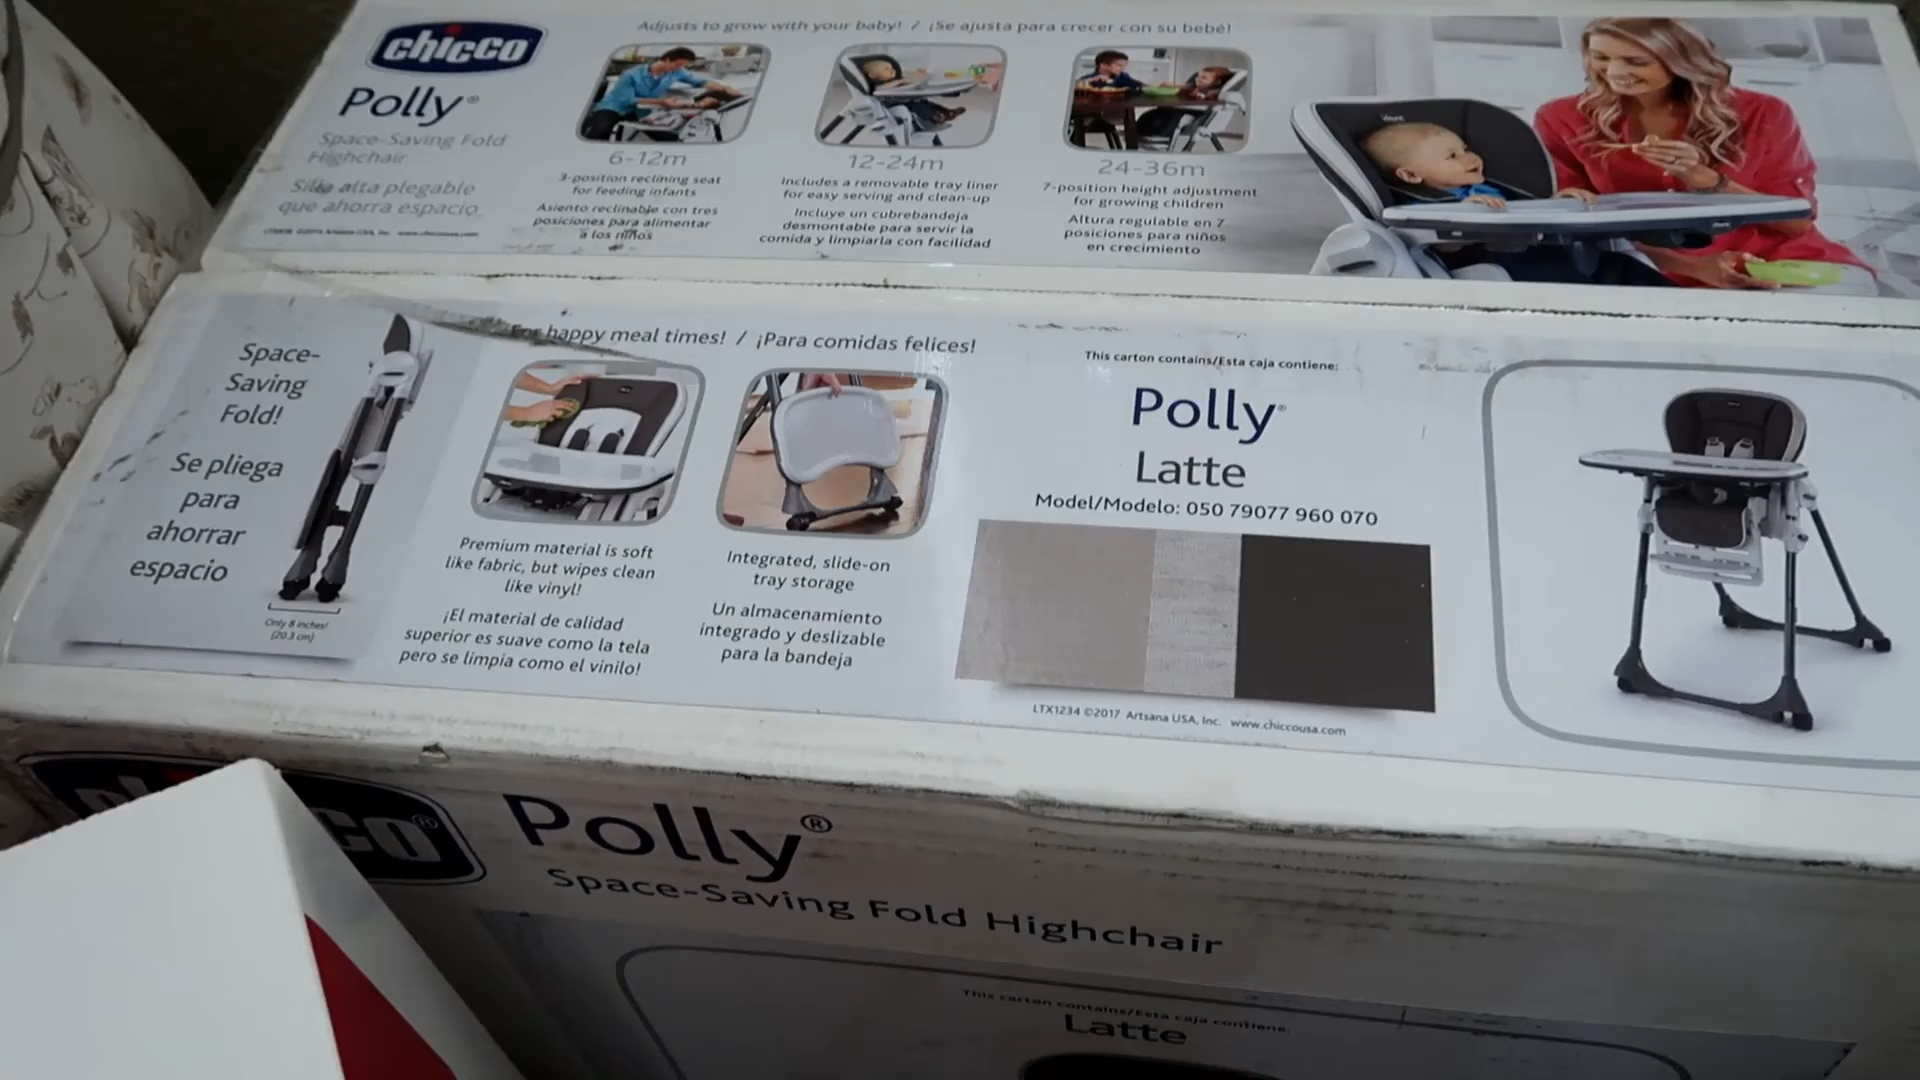 chicco
Polly®
Space-Saving Fold
Highchair
Silla alta plegable
que ahorra espacio
Adjusts to grow with your baby! / ¡Se ajusta para crecer con su bebé!
6-12m
3-position reclining seat
for feeding infants
Asiento reclinable con tres
posiciones para alimentar
a los niños
12-24m
Includes a removable tray liner
for easy serving and clean-up
Incluye un cubrebandeja
desmontable para servir la
comida y limpiarla con facilidad
24-36m
7-position height adjustment
for growing children
Altura regulable en 7
posiciones para niños
en crecimiento
Space-
Saving
Fold!
Se pliega
para
ahorrar
espacio
Only 8 inches!
(20.3 cm)
For happy meal times! / ¡Para comidas felices!
Premium material is soft
like fabric, but wipes clean
like vinyl!
¡El material de calidad
superior es suave como la tela
pero se limpia como el vinilo!
Integrated, slide-on
tray storage
Un almacenamiento
integrado y deslizable
para la bandeja
This carton contains/Esta caja contiene:
Polly®
Latte
Model/Modelo: 050 79077 960 070
LTX1234 ©2017 Artsana USA, Inc. www.chiccousa.com
Polly®
Space-Saving Fold Highchair
This carton contains/Esta caja contiene:
Latte